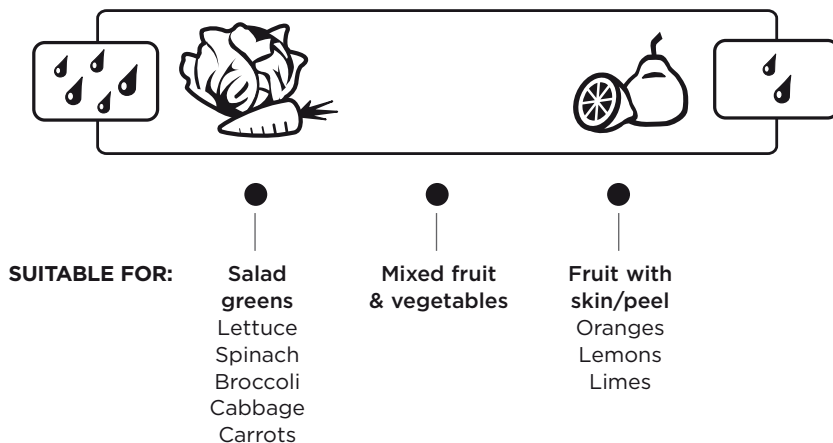 SUITABLE FOR:
Salad
greens
Lettuce
Spinach
Broccoli
Cabbage
Carrots
Mixed fruit
& vegetables
Fruit with
skin/peel
Oranges
Lemons
Limes